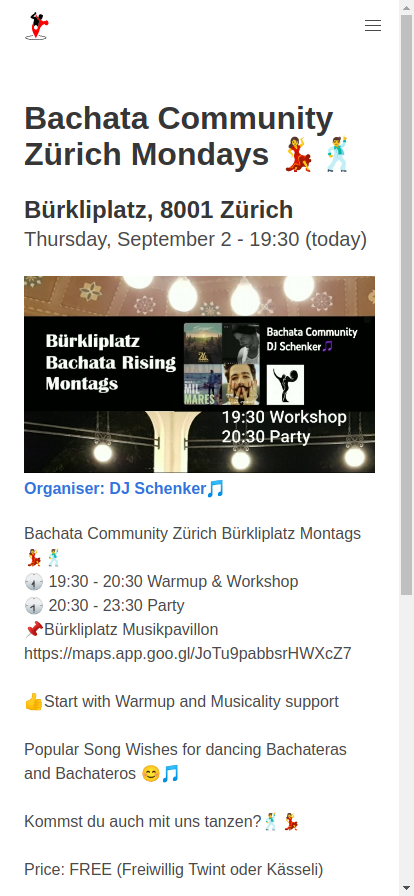 Bachata Community
Zürich Mondays 💃🕺
Bürkliplatz, 8001 Zürich
Thursday, September 2 - 19:30 (today)
Bürkliplatz
Bachata Rising
Montags
Bachata Community
DJ Schenker🎵
MIL
MARES
19:30 Workshop
20:30 Party
Organiser: DJ Schenker🎵
Bachata Community Zürich Bürkliplatz Montags
💃🕺
🕢 19:30 - 20:30 Warmup & Workshop
🕣 20:30 - 23:30 Party
📌Bürkliplatz Musikpavillon
https://maps.app.goo.gl/JoTu9pabbsrHWXcZ7
👍Start with Warmup and Musicality support
Popular Song Wishes for dancing Bachateras
and Bachateros 😊🎵
Kommst du auch mit uns tanzen?🕺💃
Price: FREE (Freiwillig Twint oder Kässeli)